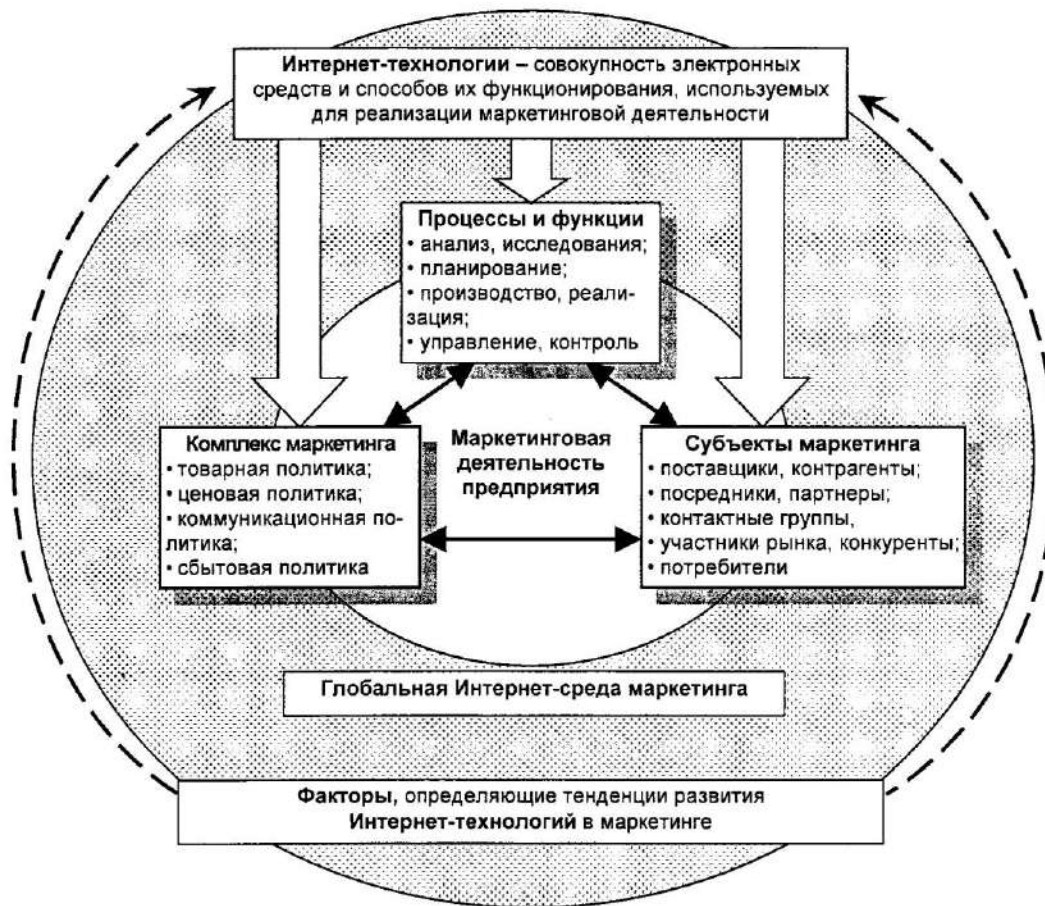 Интернет-технологии – совокупность электронных
средств и способов их функционирования, используемых
для реализации маркетинговой деятельности
Процессы и функции
• анализ, исследования;
• планирование;
• производство, реали-
зация;
• управление, контроль
Комплекс маркетинга
• товарная политика;
• ценовая политика;
• коммуникационная по-
литика;
• сбытовая политика
Маркетинговая
деятельность
предприятия
Субъекты маркетинга
• поставщики, контрагенты;
• посредники, партнеры;
• контактные группы,
• участники рынка, конкуренты;
• потребители
Глобальная Интернет-среда маркетинга
Факторы, определяющие тенденции развития
Интернет-технологий в маркетинге